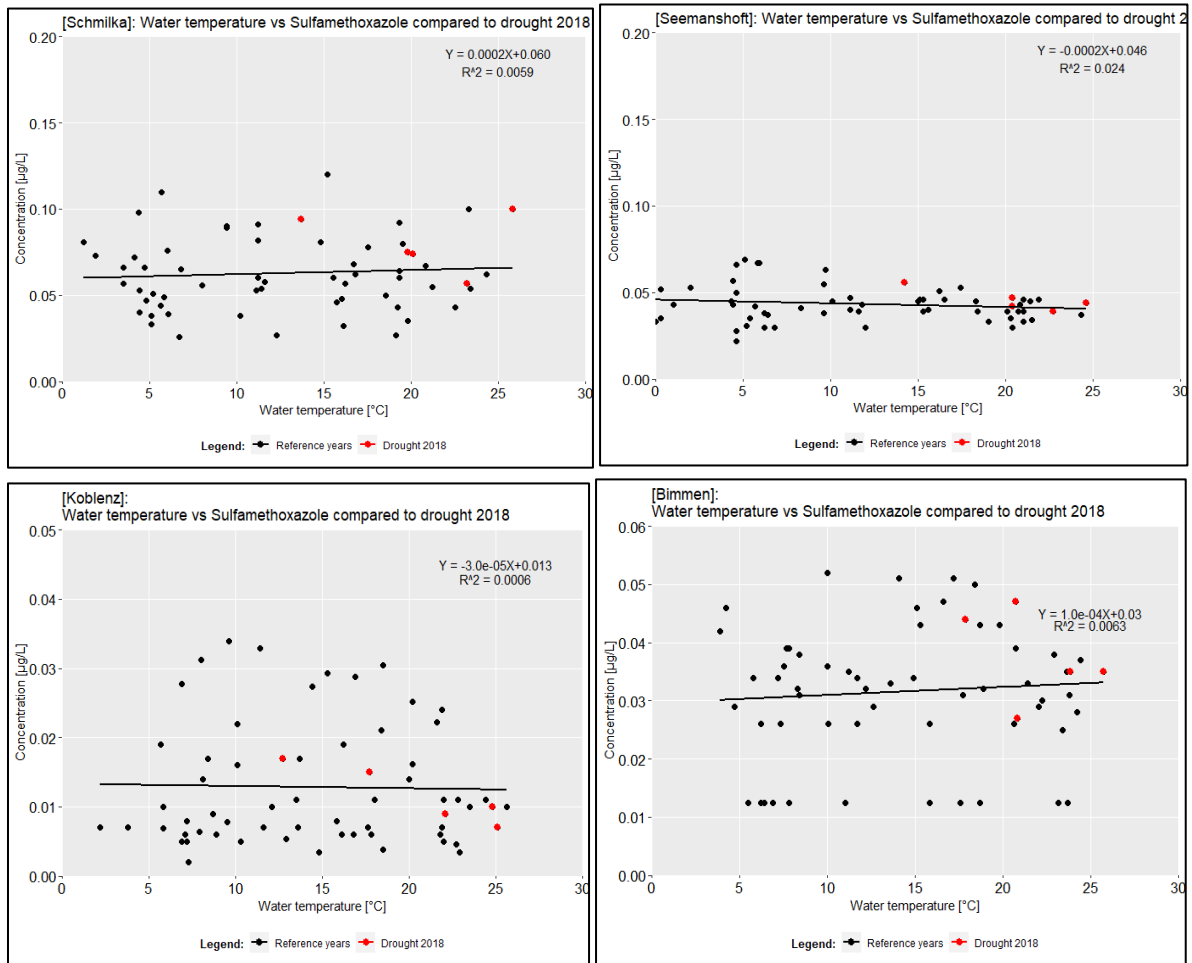 [Schmilka]: Water temperature vs Sulfamethoxazole compared to drought 2018
Y = 0.0002X+0.060
R^2 = 0.0059
Concentration [µg/L]
0.20
0.15
0.10
0.05
0.00
0 5 10 15 20 25 30
Water temperature [°C]
Legend: Reference years Drought 2018
[Seemanshoft]: Water temperature vs Sulfamethoxazole compared to drought 2
Y = -0.0002X+0.046
R^2 = 0.024
Concentration [µg/L]
0.20
0.15
0.10
0.05
0.00
0 5 10 15 20 25 30
Water temperature [°C]
Legend: Reference years Drought 2018
[Koblenz]:
Water temperature vs Sulfamethoxazole compared to drought 2018
Y = -3.0e-05X+0.013
R^2 = 0.0006
Concentration [µg/L]
0.05
0.04
0.03
0.02
0.01
0.00
0 5 10 15 20 25 30
Water temperature [°C]
Legend: Reference years Drought 2018
[Bimmen]:
Water temperature vs Sulfamethoxazole compared to drought 2018
Y = 1.0e-04X+0.03
R^2 = 0.0063
Concentration [µg/L]
0.06
0.05
0.04
0.03
0.02
0.01
0.00
0 5 10 15 20 25 30
Water temperature [°C]
Legend: Reference years Drought 2018